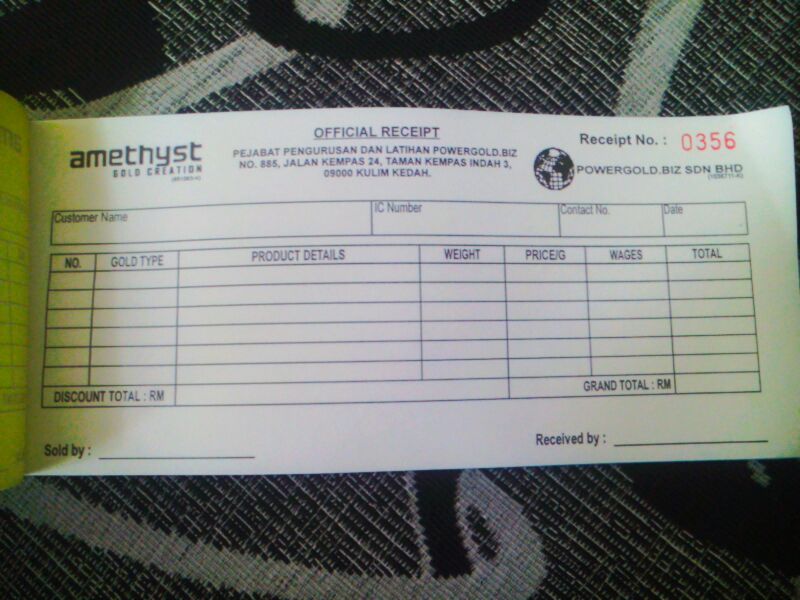 OFFICIAL RECEIPT
amethyst
GOLD CREATION
PEJABAT PENGURUSAN DAN LATIHAN POWERGOLD.BIZ
NO. 885, JALAN KEMPAS 24, TAMAN KEMPAS INDAH 3,
09000 KULIM KEDAH.
Receipt No. : 0356
POWERGOLD.BIZ SDN BHD
Customer Name IC Number Contact No. Date
NO. GOLD TYPE PRODUCT DETAILS WEIGHT PRICE/G WAGES TOTAL
DISCOUNT TOTAL : RM GRAND TOTAL : RM
Sold by : Received by :